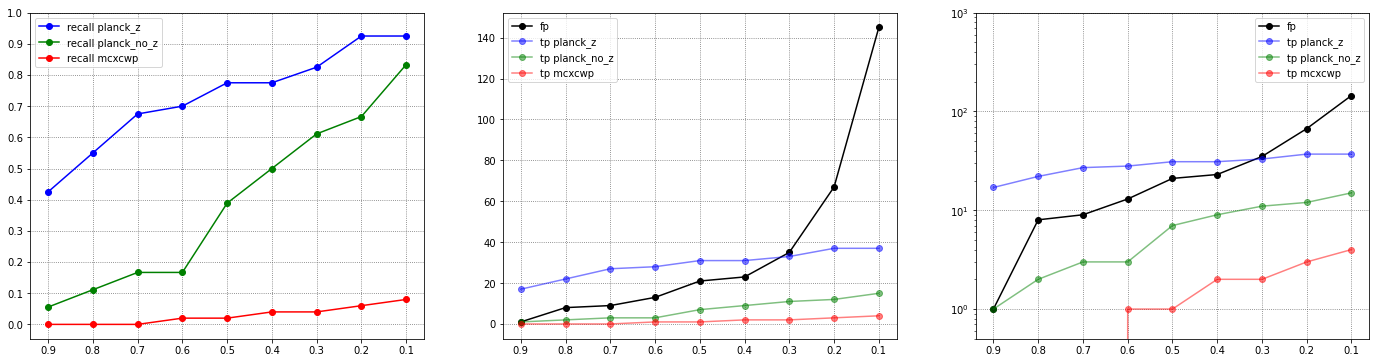 1.0
0.9
0.8
0.7
0.6
0.5
0.4
0.3
0.2
0.1
0.0
recall planck_z
recall planck_no_z
recall mcxcwp
0.9 0.8 0.7 0.6 0.5 0.4 0.3 0.2 0.1
140
120
100
80
60
40
20
0
fp
tp planck_z
tp planck_no_z
tp mcxcwp
0.9 0.8 0.7 0.6 0.5 0.4 0.3 0.2 0.1
10³
10²
10¹
10⁰
fp
tp planck_z
tp planck_no_z
tp mcxcwp
0.9 0.8 0.7 0.6 0.5 0.4 0.3 0.2 0.1